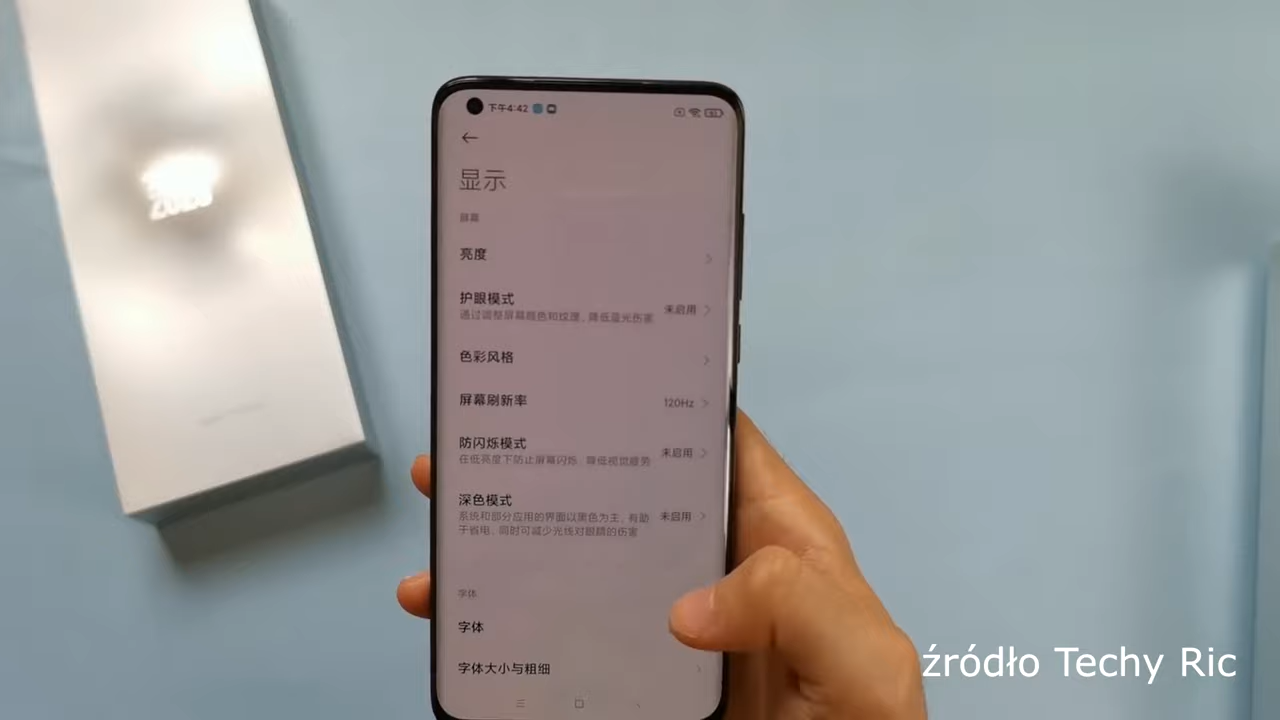 下午4:42
显示
屏幕
亮度
护眼模式
未启用
通过调整屏幕颜色和纹理，降低蓝光伤害
色彩风格
屏幕刷新率
120Hz
防闪烁模式
未启用
在低亮度下防止屏幕闪烁，降低视觉疲劳
深色模式
系统和部分应用的界面以黑色为主，有助
未启用
于省电，同时可减少光线对眼睛的伤害
字体
字体
字体大小与粗细
źródło Techy Ric